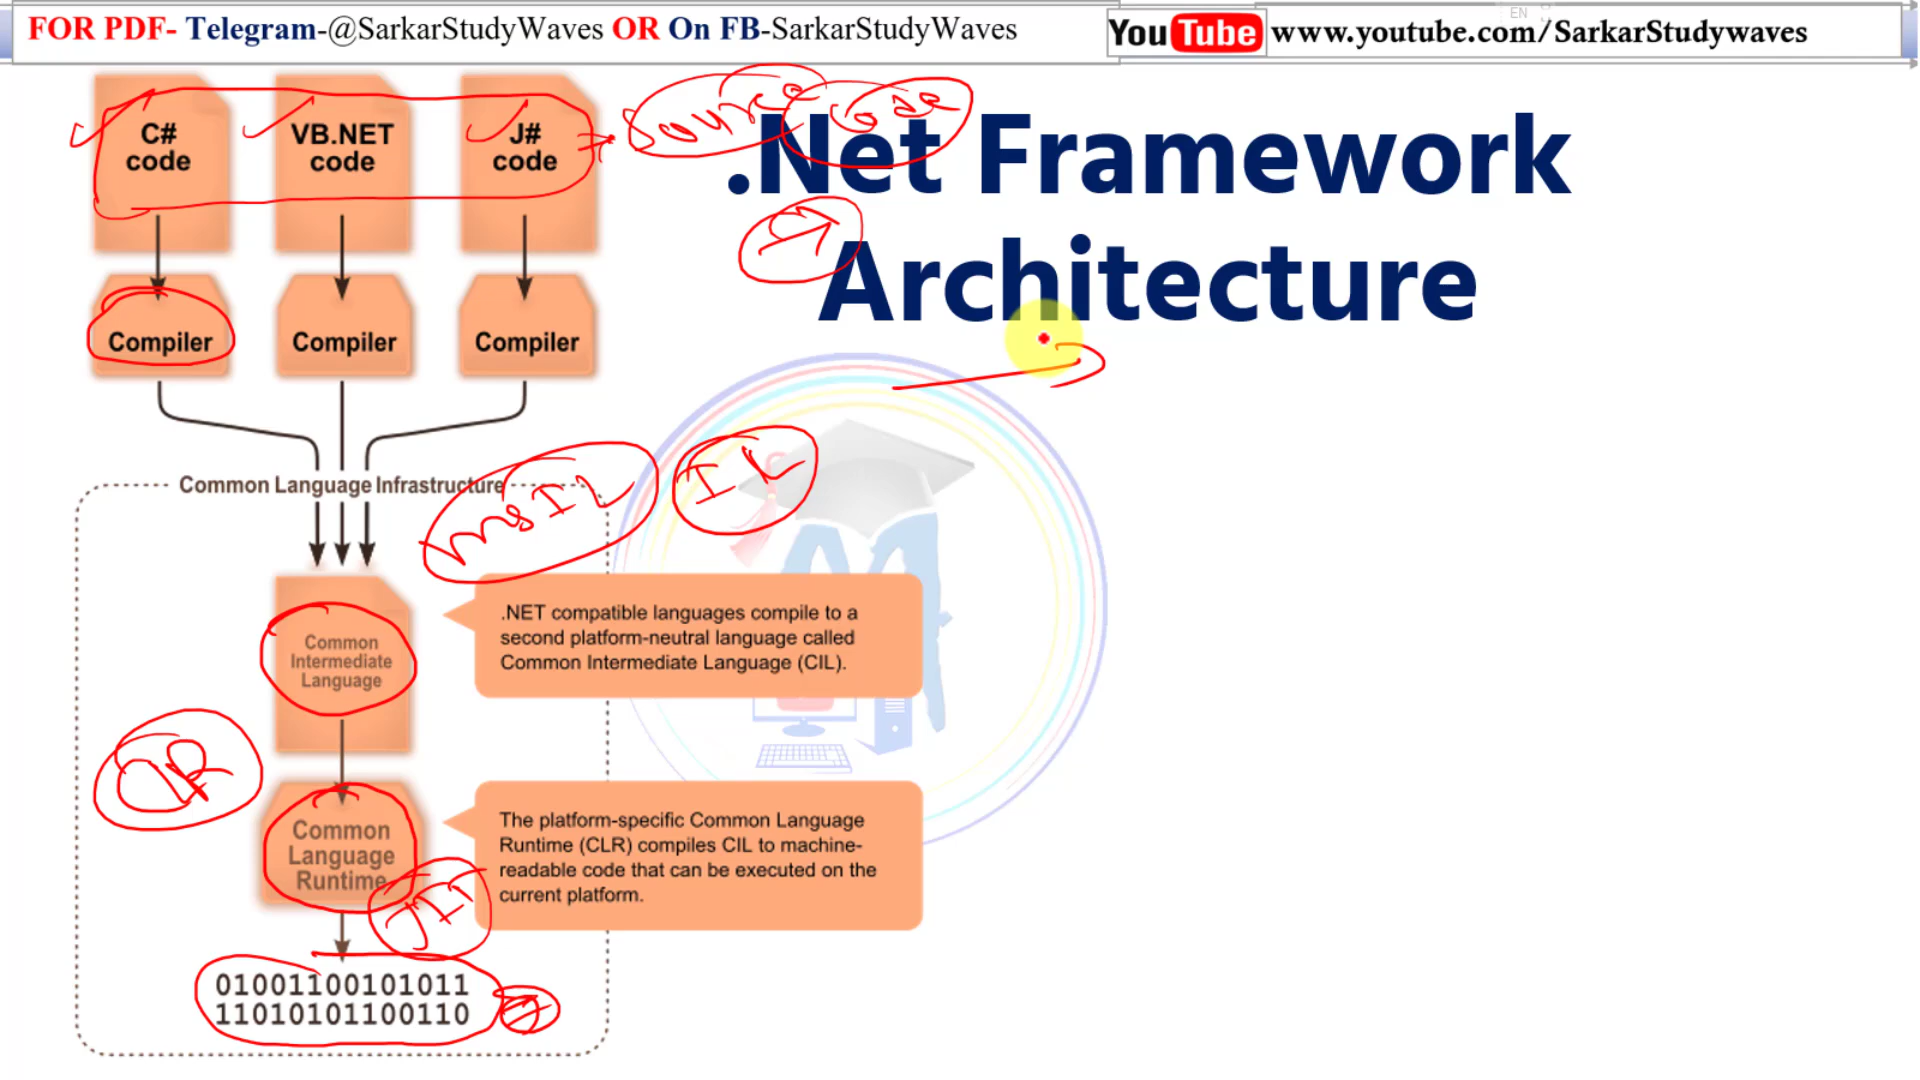 FOR PDF- Telegram-@SarkarStudyWaves OR On FB-SarkarStudyWaves
YouTube www.youtube.com/SarkarStudywaves
EN
C# code
VB.NET code
J# code
Source Code
.Net Framework
Architecture
Compiler
Compiler
Compiler
Common Language Infrastructure
MSIL
IL
Common
Intermediate
Language
.NET compatible languages compile to a
second platform-neutral language called
Common Intermediate Language (CIL).
Common
Language
Runtime
JIT
The platform-specific Common Language
Runtime (CLR) compiles CIL to machine-
readable code that can be executed on the
current platform.
01001100101011
11010101100110